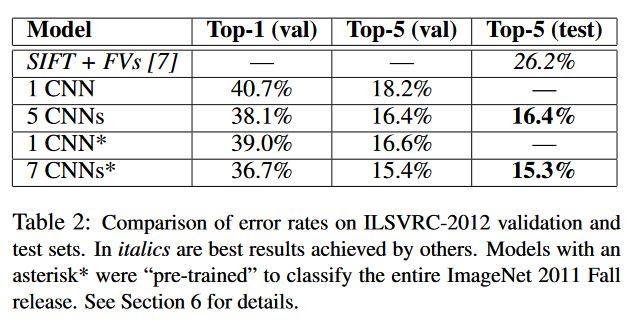 Model Top-1 (val) Top-5 (val) Top-5 (test)
SIFT + FVs [7] — — 26.2%
1 CNN 40.7% 18.2% —
5 CNNs 38.1% 16.4% 16.4%
1 CNN* 39.0% 16.6% —
7 CNNs* 36.7% 15.4% 15.3%
Table 2: Comparison of error rates on ILSVRC-2012 validation and
test sets. In italics are best results achieved by others. Models with an
asterisk* were “pre-trained” to classify the entire ImageNet 2011 Fall
release. See Section 6 for details.